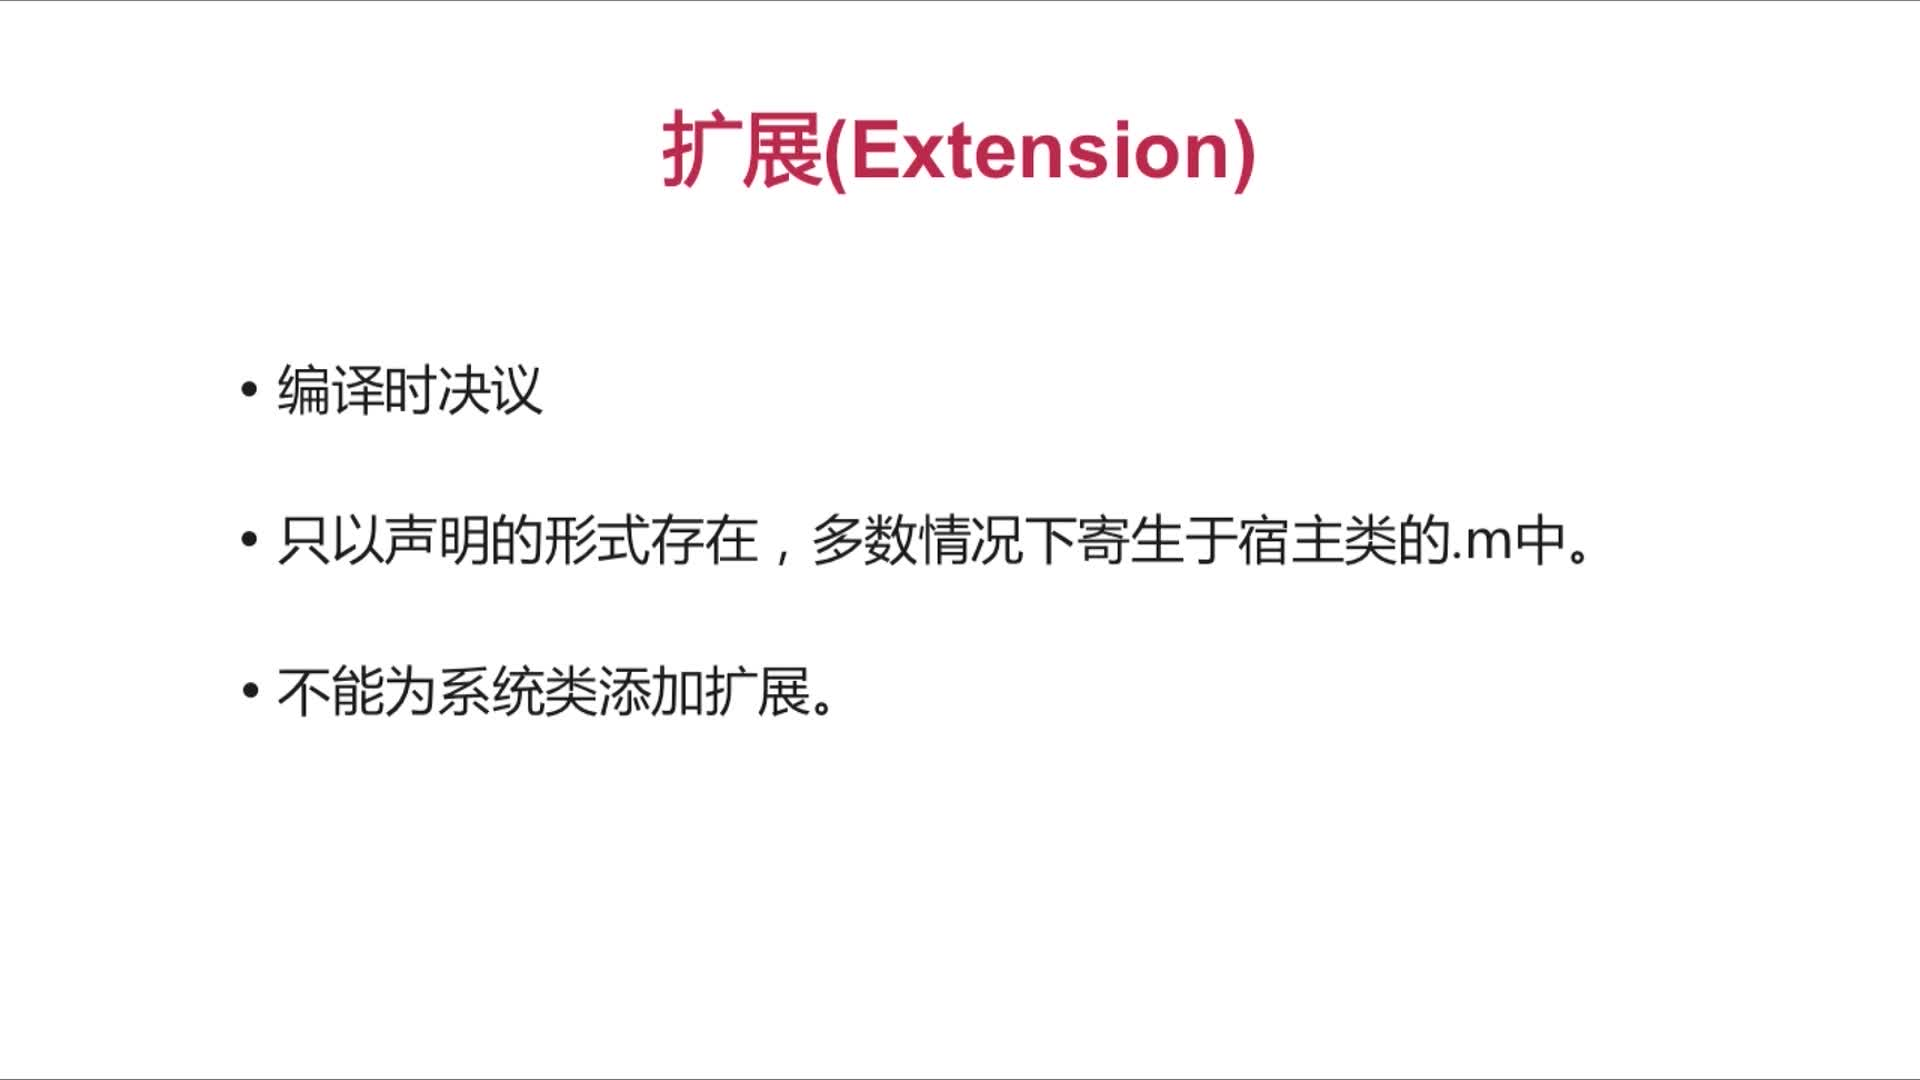 扩展(Extension)
• 编译时决议
• 只以声明的形式存在，多数情况下寄生于宿主类的.m中。
• 不能为系统类添加扩展。